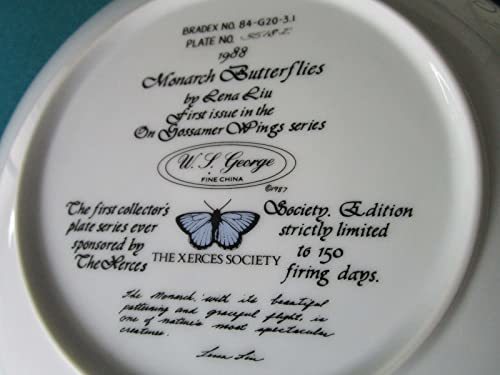 BRADEX NO. 84-G20-3.1
PLATE NO.
1988
Monarch Butterflies
by Lena Liu
First issue in the
On Gossamer Wings series
W. S. George
FINE CHINA
©1987
The first collector's
plate series ever
sponsored by
The Xerces
THE XERCES SOCIETY
Society. Edition
strictly limited
to 150
firing days.
The Monarch, with its beautiful
patterning and graceful flight, is
one of nature's most spectacular
creatures.
Lena Liu